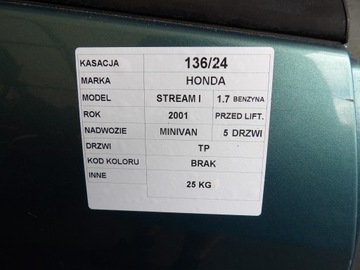 KASACJA 136/24
MARKA HONDA
MODEL STREAM I 1.7 BENZYNA
ROK 2001 PRZED LIFT.
NADWOZIE MINIVAN 5 DRZWI
DRZWI TP
KOD KOLORU BRAK
INNE 25 KG